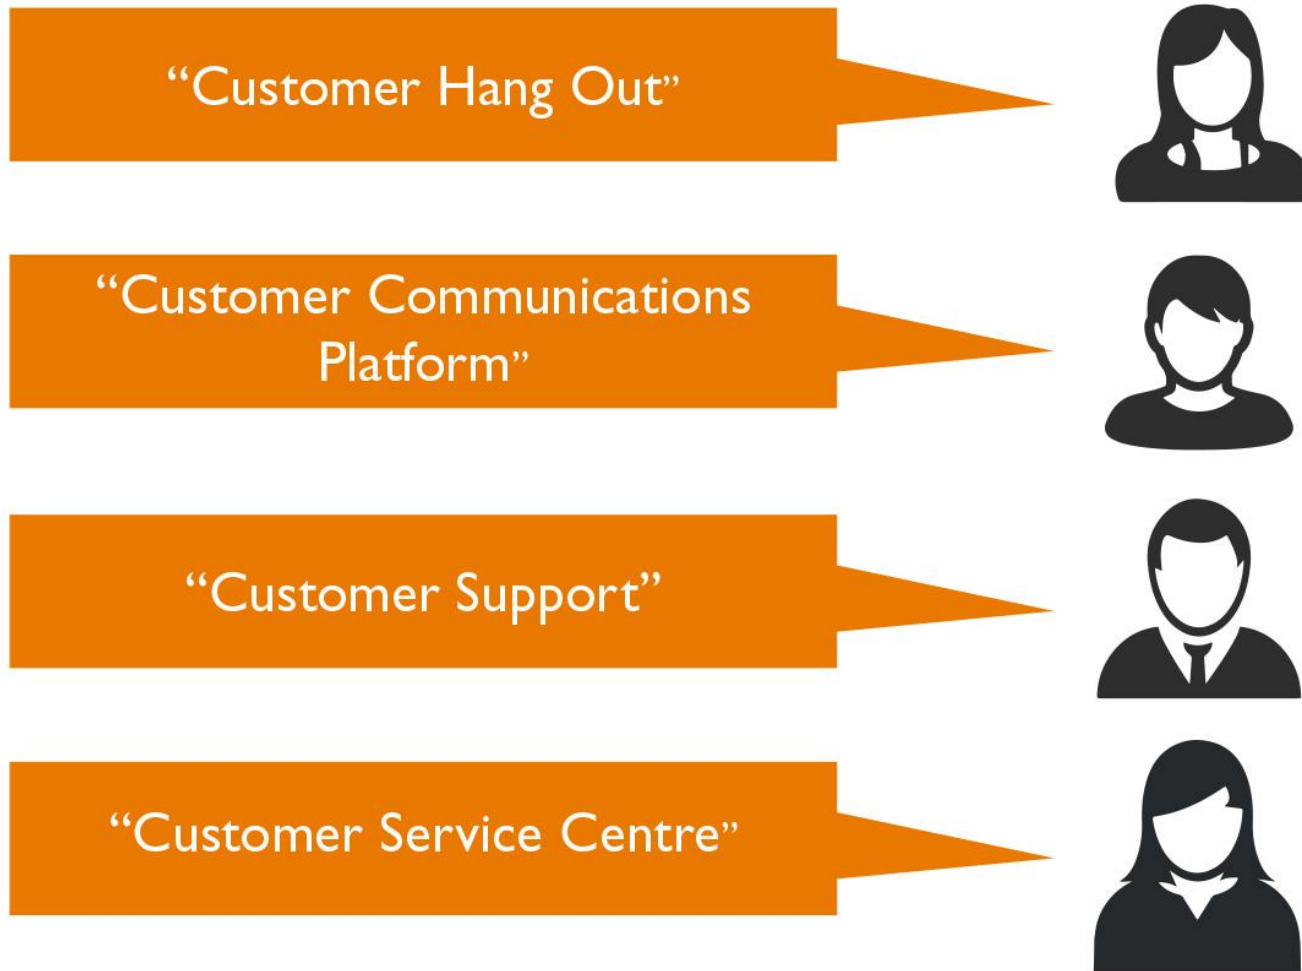 “Customer Hang Out”
“Customer Communications
Platform”
“Customer Support”
“Customer Service Centre”